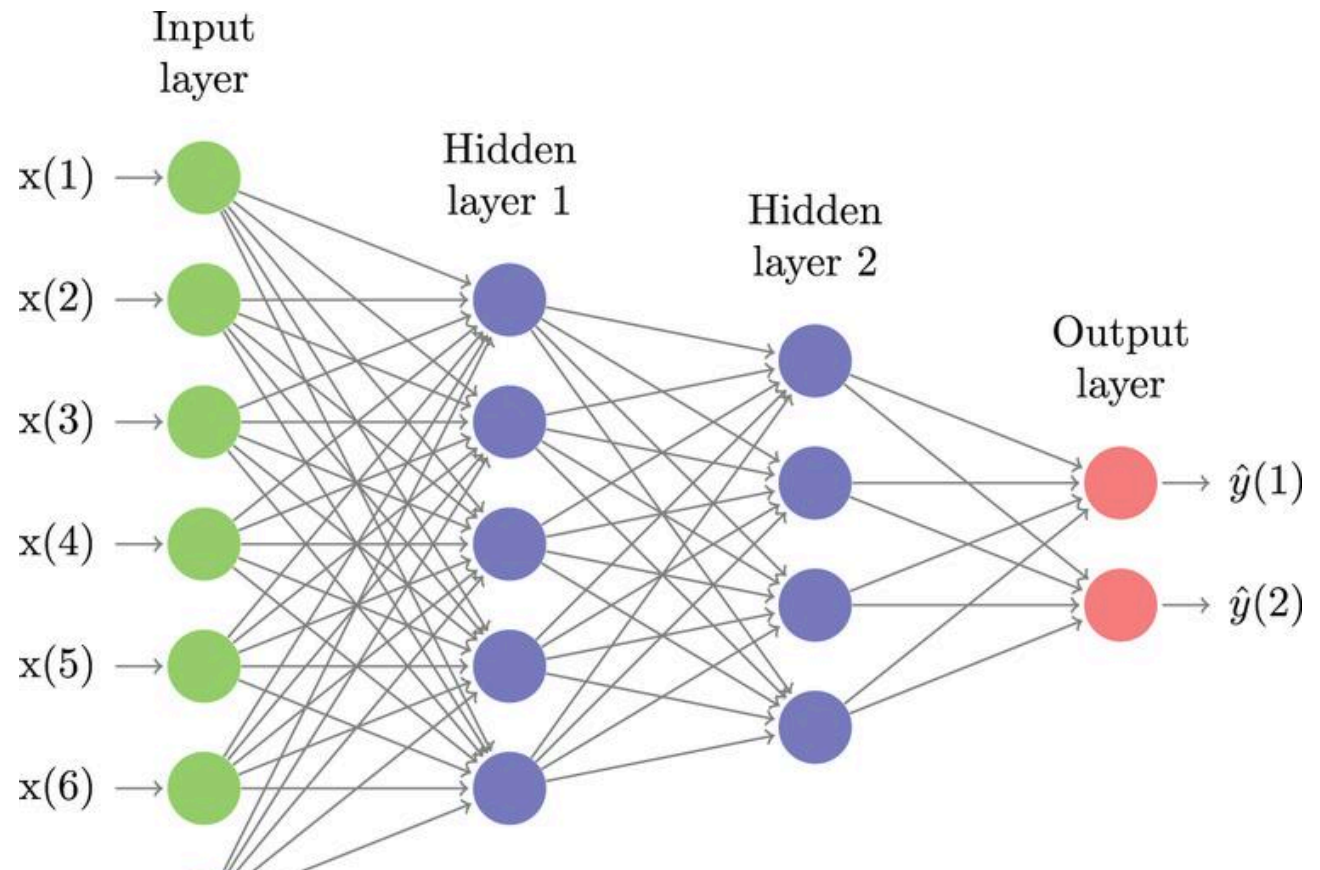 Input
layer
Hidden
layer 1
Hidden
layer 2
Output
layer
x(1)
x(2)
x(3)
x(4)
x(5)
x(6)
ŷ(1)
ŷ(2)